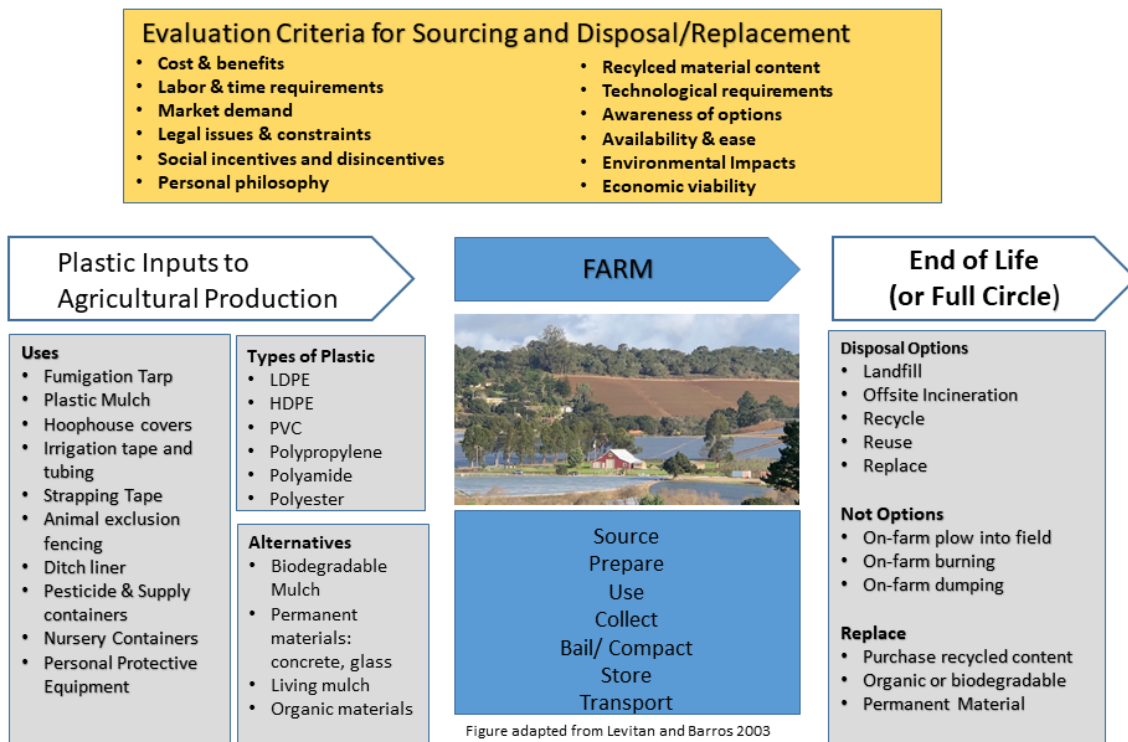 Evaluation Criteria for Sourcing and Disposal/Replacement
• Cost & benefits
• Labor & time requirements
• Market demand
• Legal issues & constraints
• Social incentives and disincentives
• Personal philosophy
• Recylced material content
• Technological requirements
• Awareness of options
• Availability & ease
• Environmental Impacts
• Economic viability
Plastic Inputs to
Agricultural Production
Uses
• Fumigation Tarp
• Plastic Mulch
• Hoophouse covers
• Irrigation tape and
tubing
• Strapping Tape
• Animal exclusion
fencing
• Ditch liner
• Pesticide & Supply
containers
• Nursery Containers
• Personal Protective
Equipment
Types of Plastic
• LDPE
• HDPE
• PVC
• Polypropylene
• Polyamide
• Polyester
Alternatives
• Biodegradable
Mulch
• Permanent
materials:
concrete, glass
• Living mulch
• Organic materials
FARM
Source
Prepare
Use
Collect
Bail/ Compact
Store
Transport
Figure adapted from Levitan and Barros 2003
End of Life
(or Full Circle)
Disposal Options
• Landfill
• Offsite Incineration
• Recycle
• Reuse
• Replace
Not Options
• On-farm plow into field
• On-farm burning
• On-farm dumping
Replace
• Purchase recycled content
• Organic or biodegradable
• Permanent Material